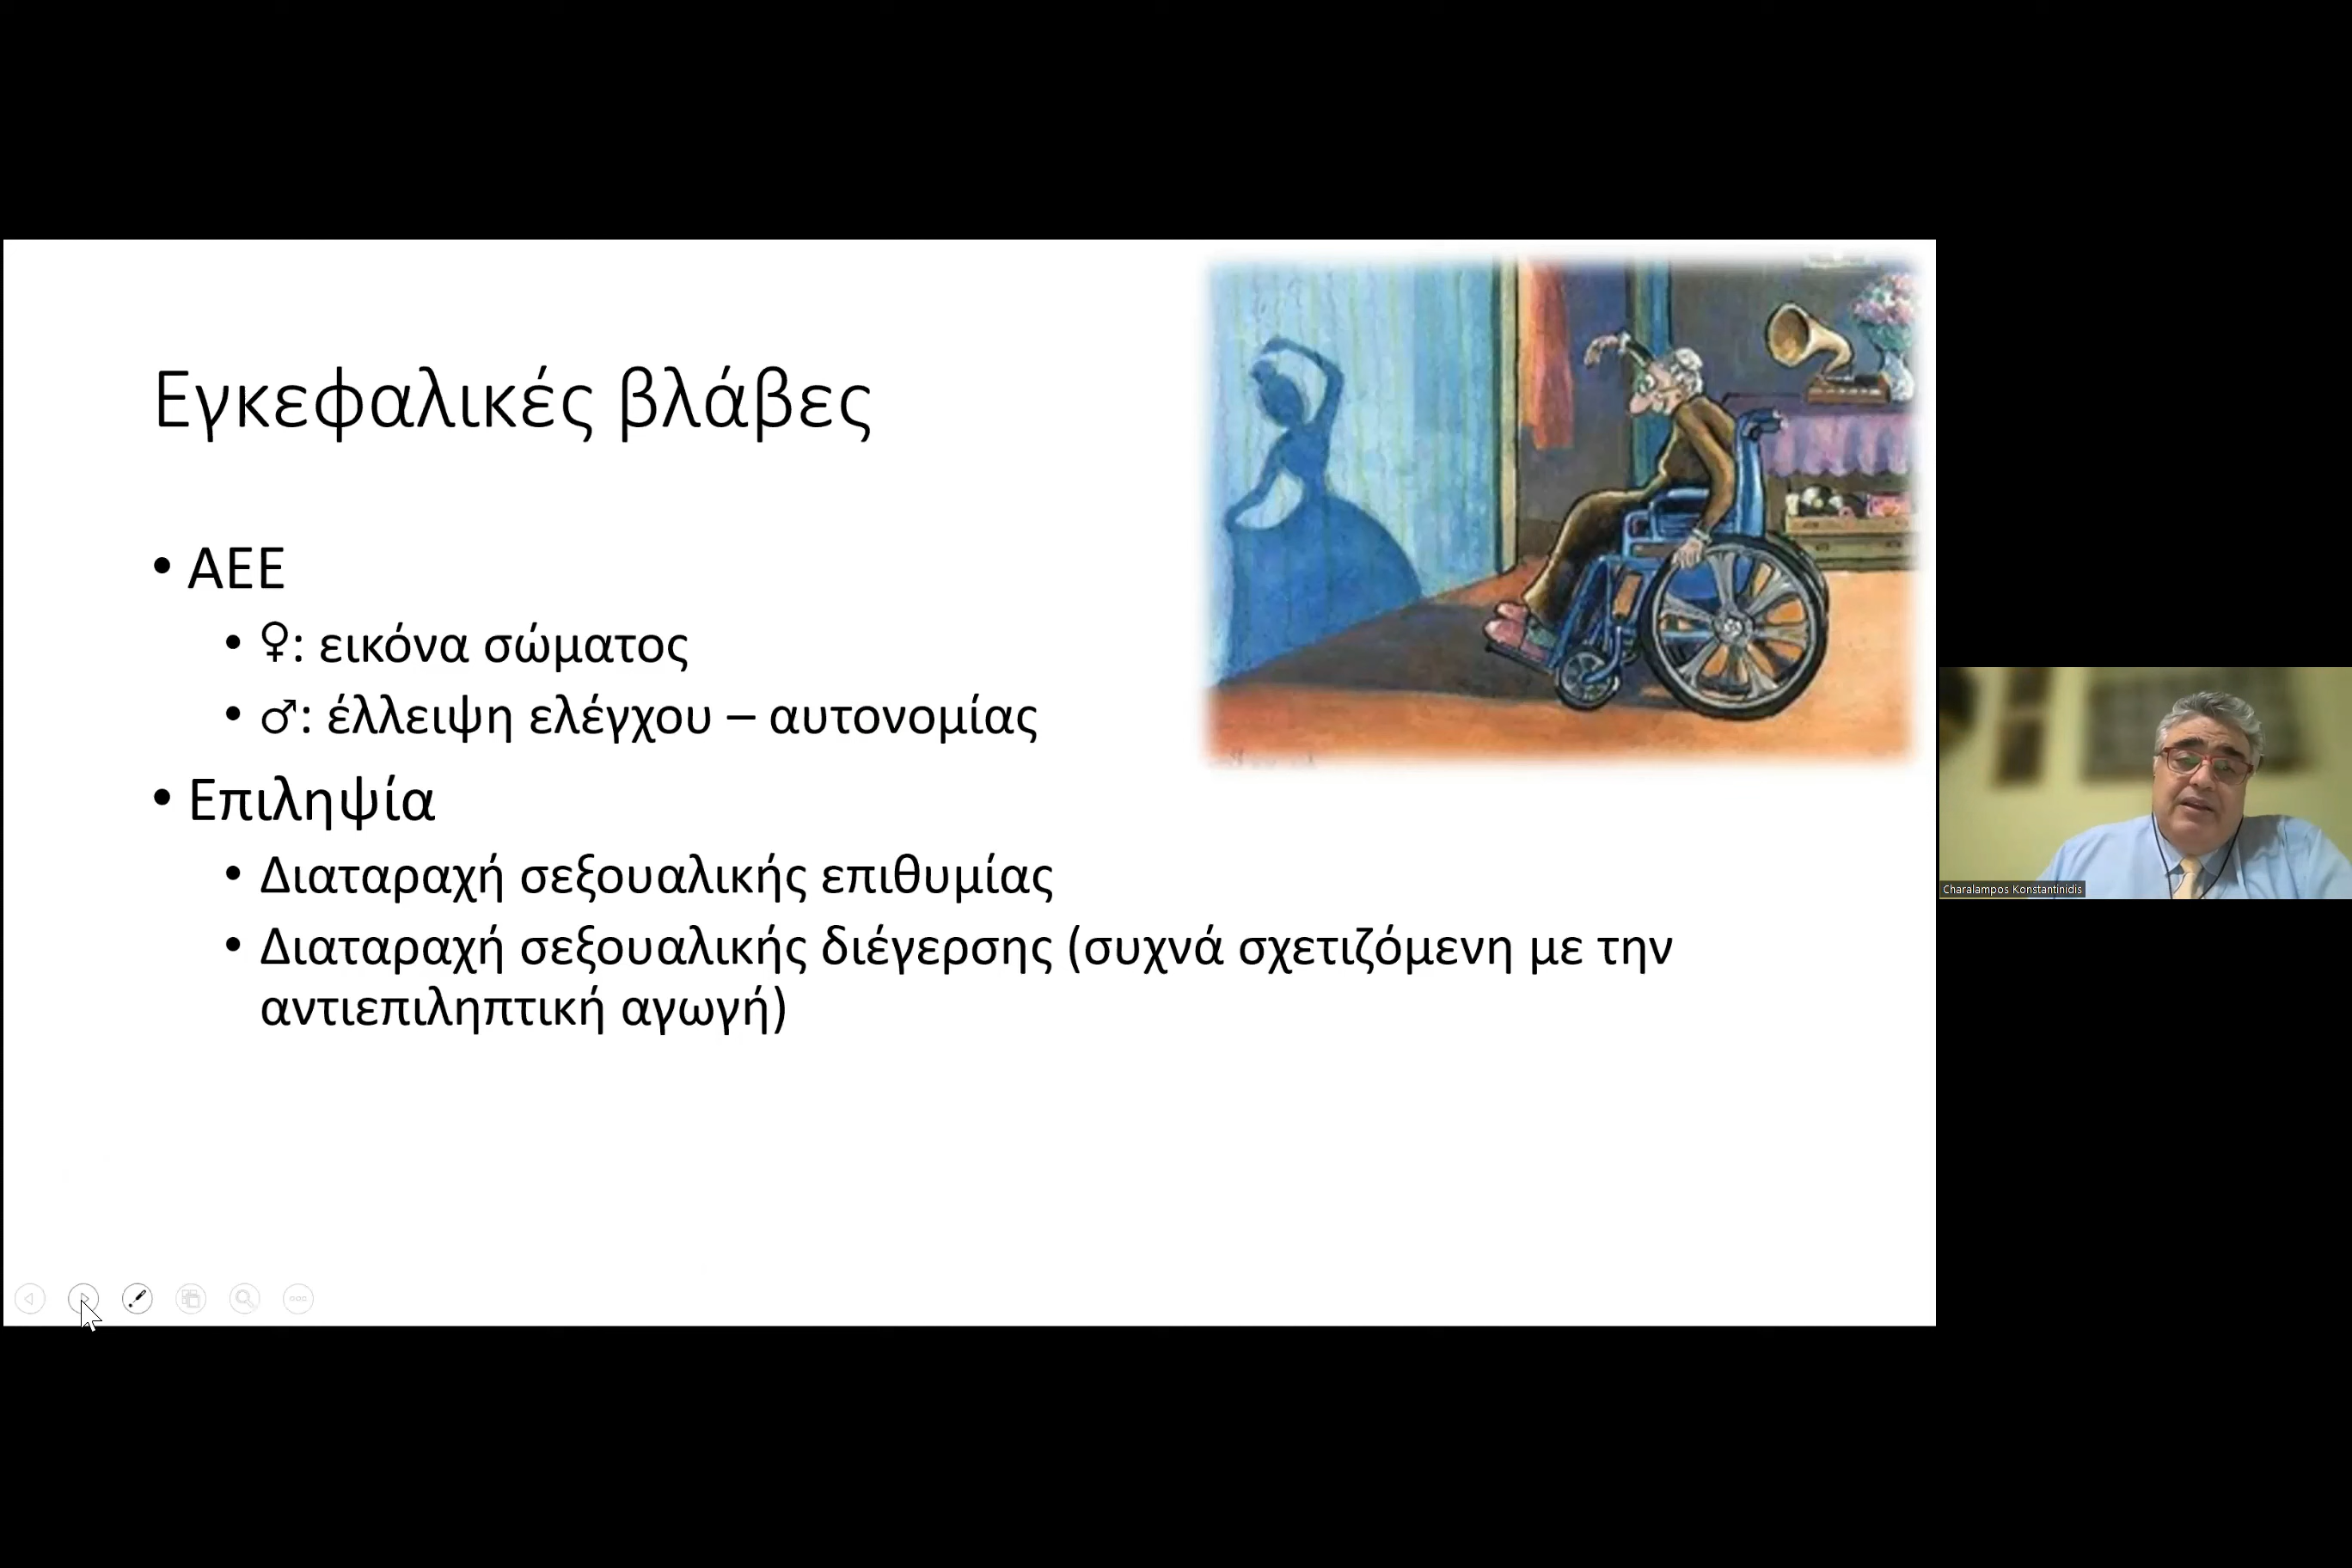 Εγκεφαλικές βλάβες
• ΑΕΕ
• ♀: εικόνα σώματος
• ♂: έλλειψη ελέγχου – αυτονομίας
• Επιληψία
• Διαταραχή σεξουαλικής επιθυμίας
• Διαταραχή σεξουαλικής διέγερσης (συχνά σχετιζόμενη με την
αντιεπιληπτική αγωγή)
Charalampos Konstantinidis